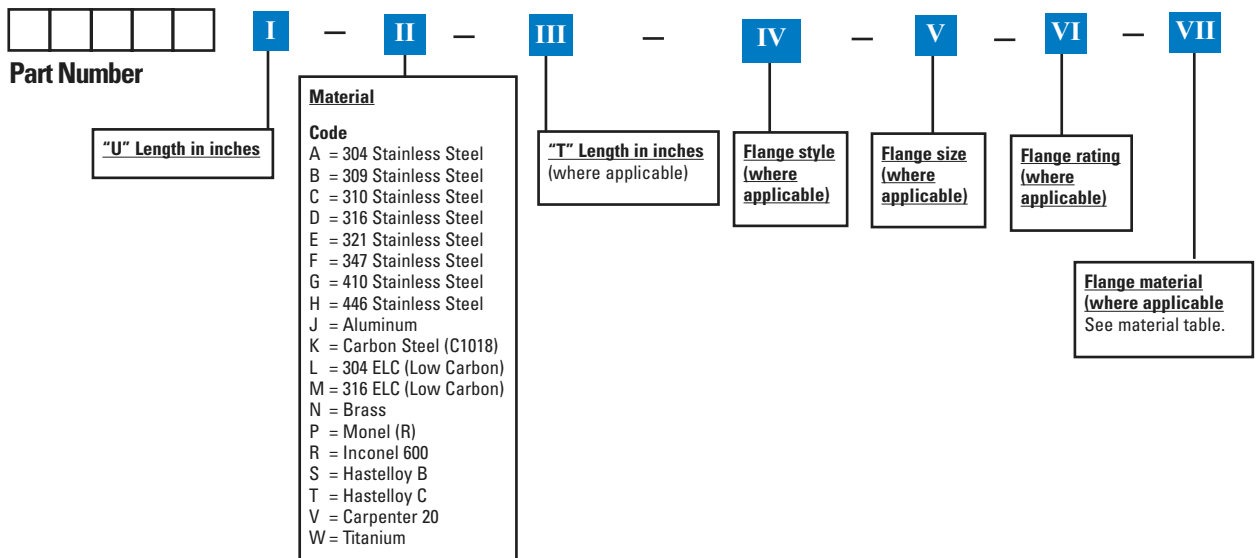 I – II – III – IV – V – VI – VII
Part Number
"U" Length in inches
Material
Code
A = 304 Stainless Steel
B = 309 Stainless Steel
C = 310 Stainless Steel
D = 316 Stainless Steel
E = 321 Stainless Steel
F = 347 Stainless Steel
G = 410 Stainless Steel
H = 446 Stainless Steel
J = Aluminum
K = Carbon Steel (C1018)
L = 304 ELC (Low Carbon)
M = 316 ELC (Low Carbon)
N = Brass
P = Monel (R)
R = Inconel 600
S = Hastelloy B
T = Hastelloy C
V = Carpenter 20
W = Titanium
"T" Length in inches
(where applicable)
Flange style
(where
applicable)
Flange size
(where
applicable)
Flange rating
(where
applicable)
Flange material
(where applicable
See material table.